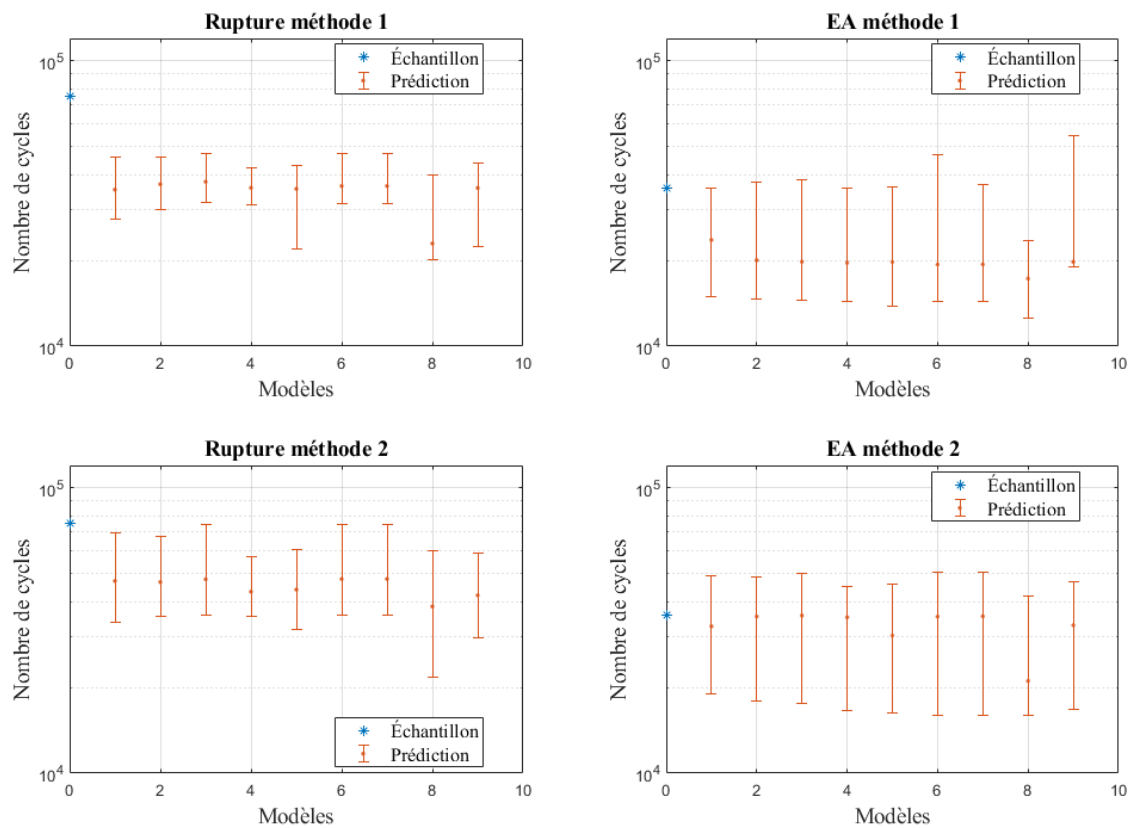 Rupture méthode 1
Nombre de cycles
10^5
10^4
Échantillon
Prédiction
0 2 4 6 8 10
Modèles
EA méthode 1
Nombre de cycles
10^5
10^4
Échantillon
Prédiction
0 2 4 6 8 10
Modèles
Rupture méthode 2
Nombre de cycles
10^5
10^4
Échantillon
Prédiction
0 2 4 6 8 10
Modèles
EA méthode 2
Nombre de cycles
10^5
10^4
Échantillon
Prédiction
0 2 4 6 8 10
Modèles